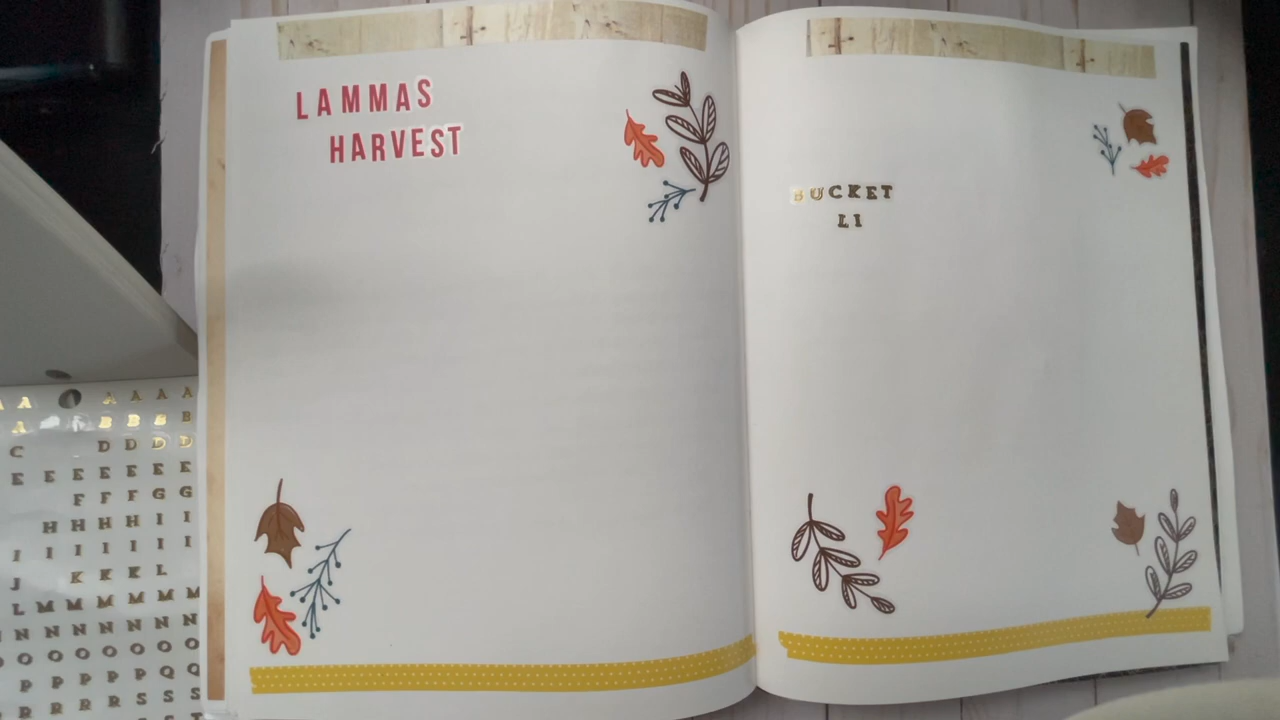 LAMMAS
HARVEST
BUCKET
LI
A A A A A A
A B B B B
C D D D D
E E E E E E E
F F F G G
H H H H I I
I I I I I I I
J K K K L
L M M M M M M M
N N N N N N N N
O O O O O O O O
P P P P Q Q
P R R R S S S